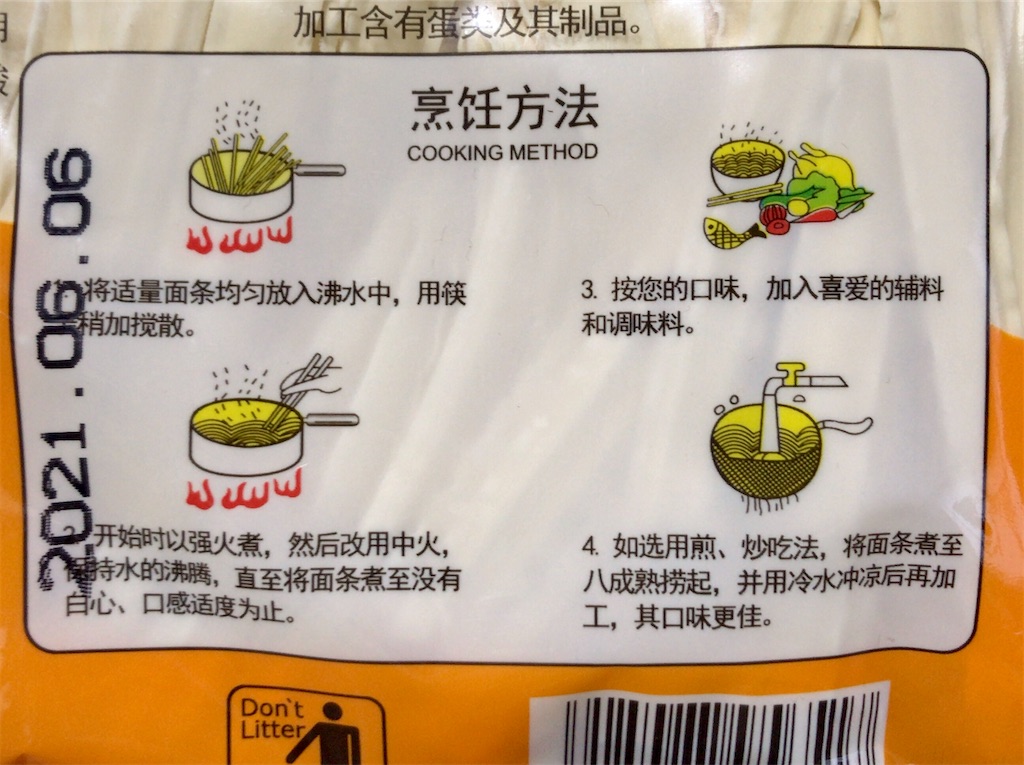 加工含有蛋类及其制品。
烹饪方法
COOKING METHOD
将适量面条均匀放入沸水中，用筷
稍加搅散。
开始时以强火煮，然后改用中火，
保持水的沸腾，直至将面条煮至没有
白心、口感适度为止。
3. 按您的口味，加入喜爱的辅料
和调味料。
4. 如选用煎、炒吃法，将面条煮至
八成熟捞起，并用冷水冲凉后再加
工，其口味更佳。
2021.06.06
Don't
Litter